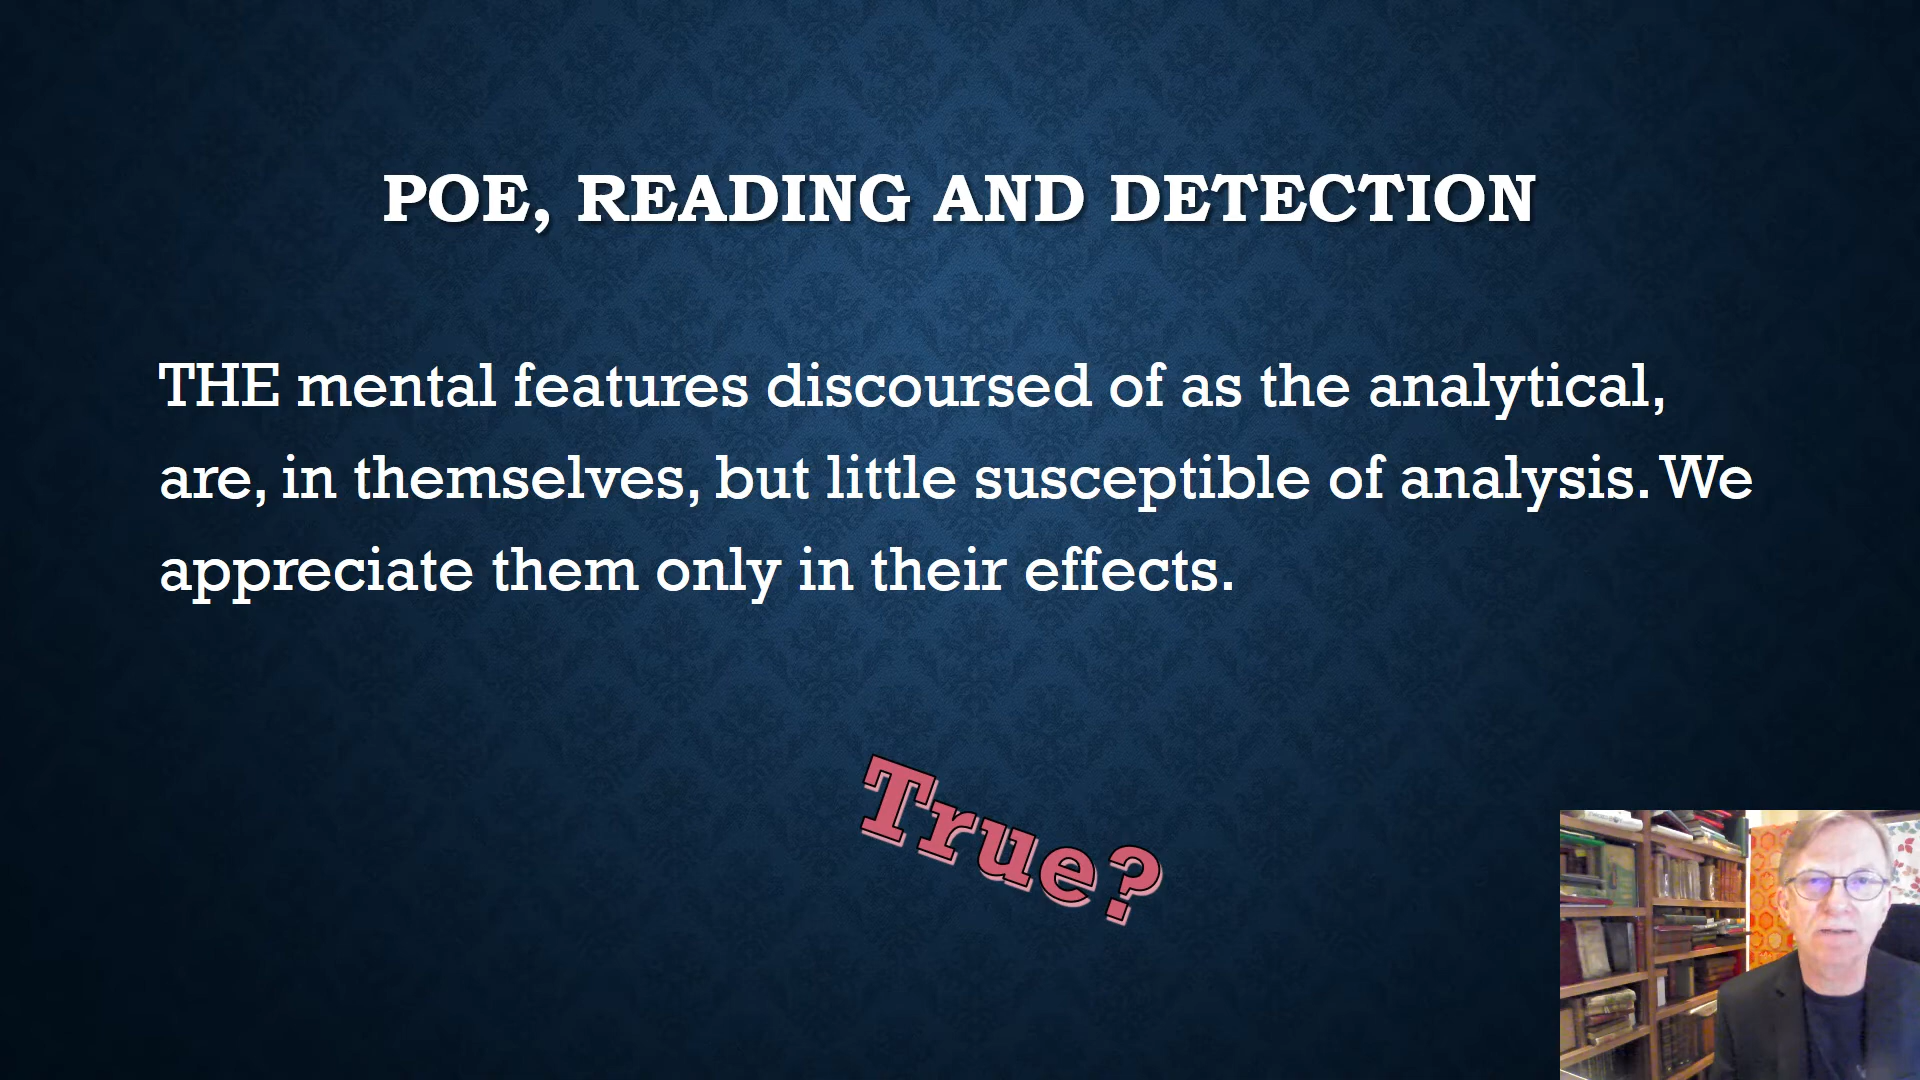 POE, READING AND DETECTION
THE mental features discoursed of as the analytical,
are, in themselves, but little susceptible of analysis. We
appreciate them only in their effects.
True?